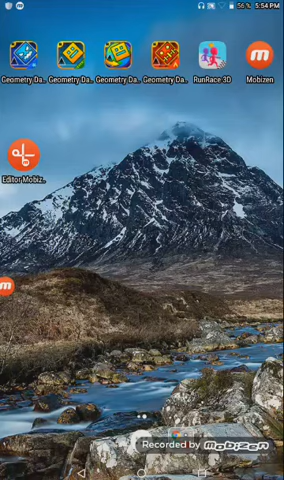 56% 5:54 PM
Geometry Da.. Geometry Da.. Geometry Da.. Geometry Da.. RunRace 3D Mobizen
Editor Mobiz..
Recorded by mobizen